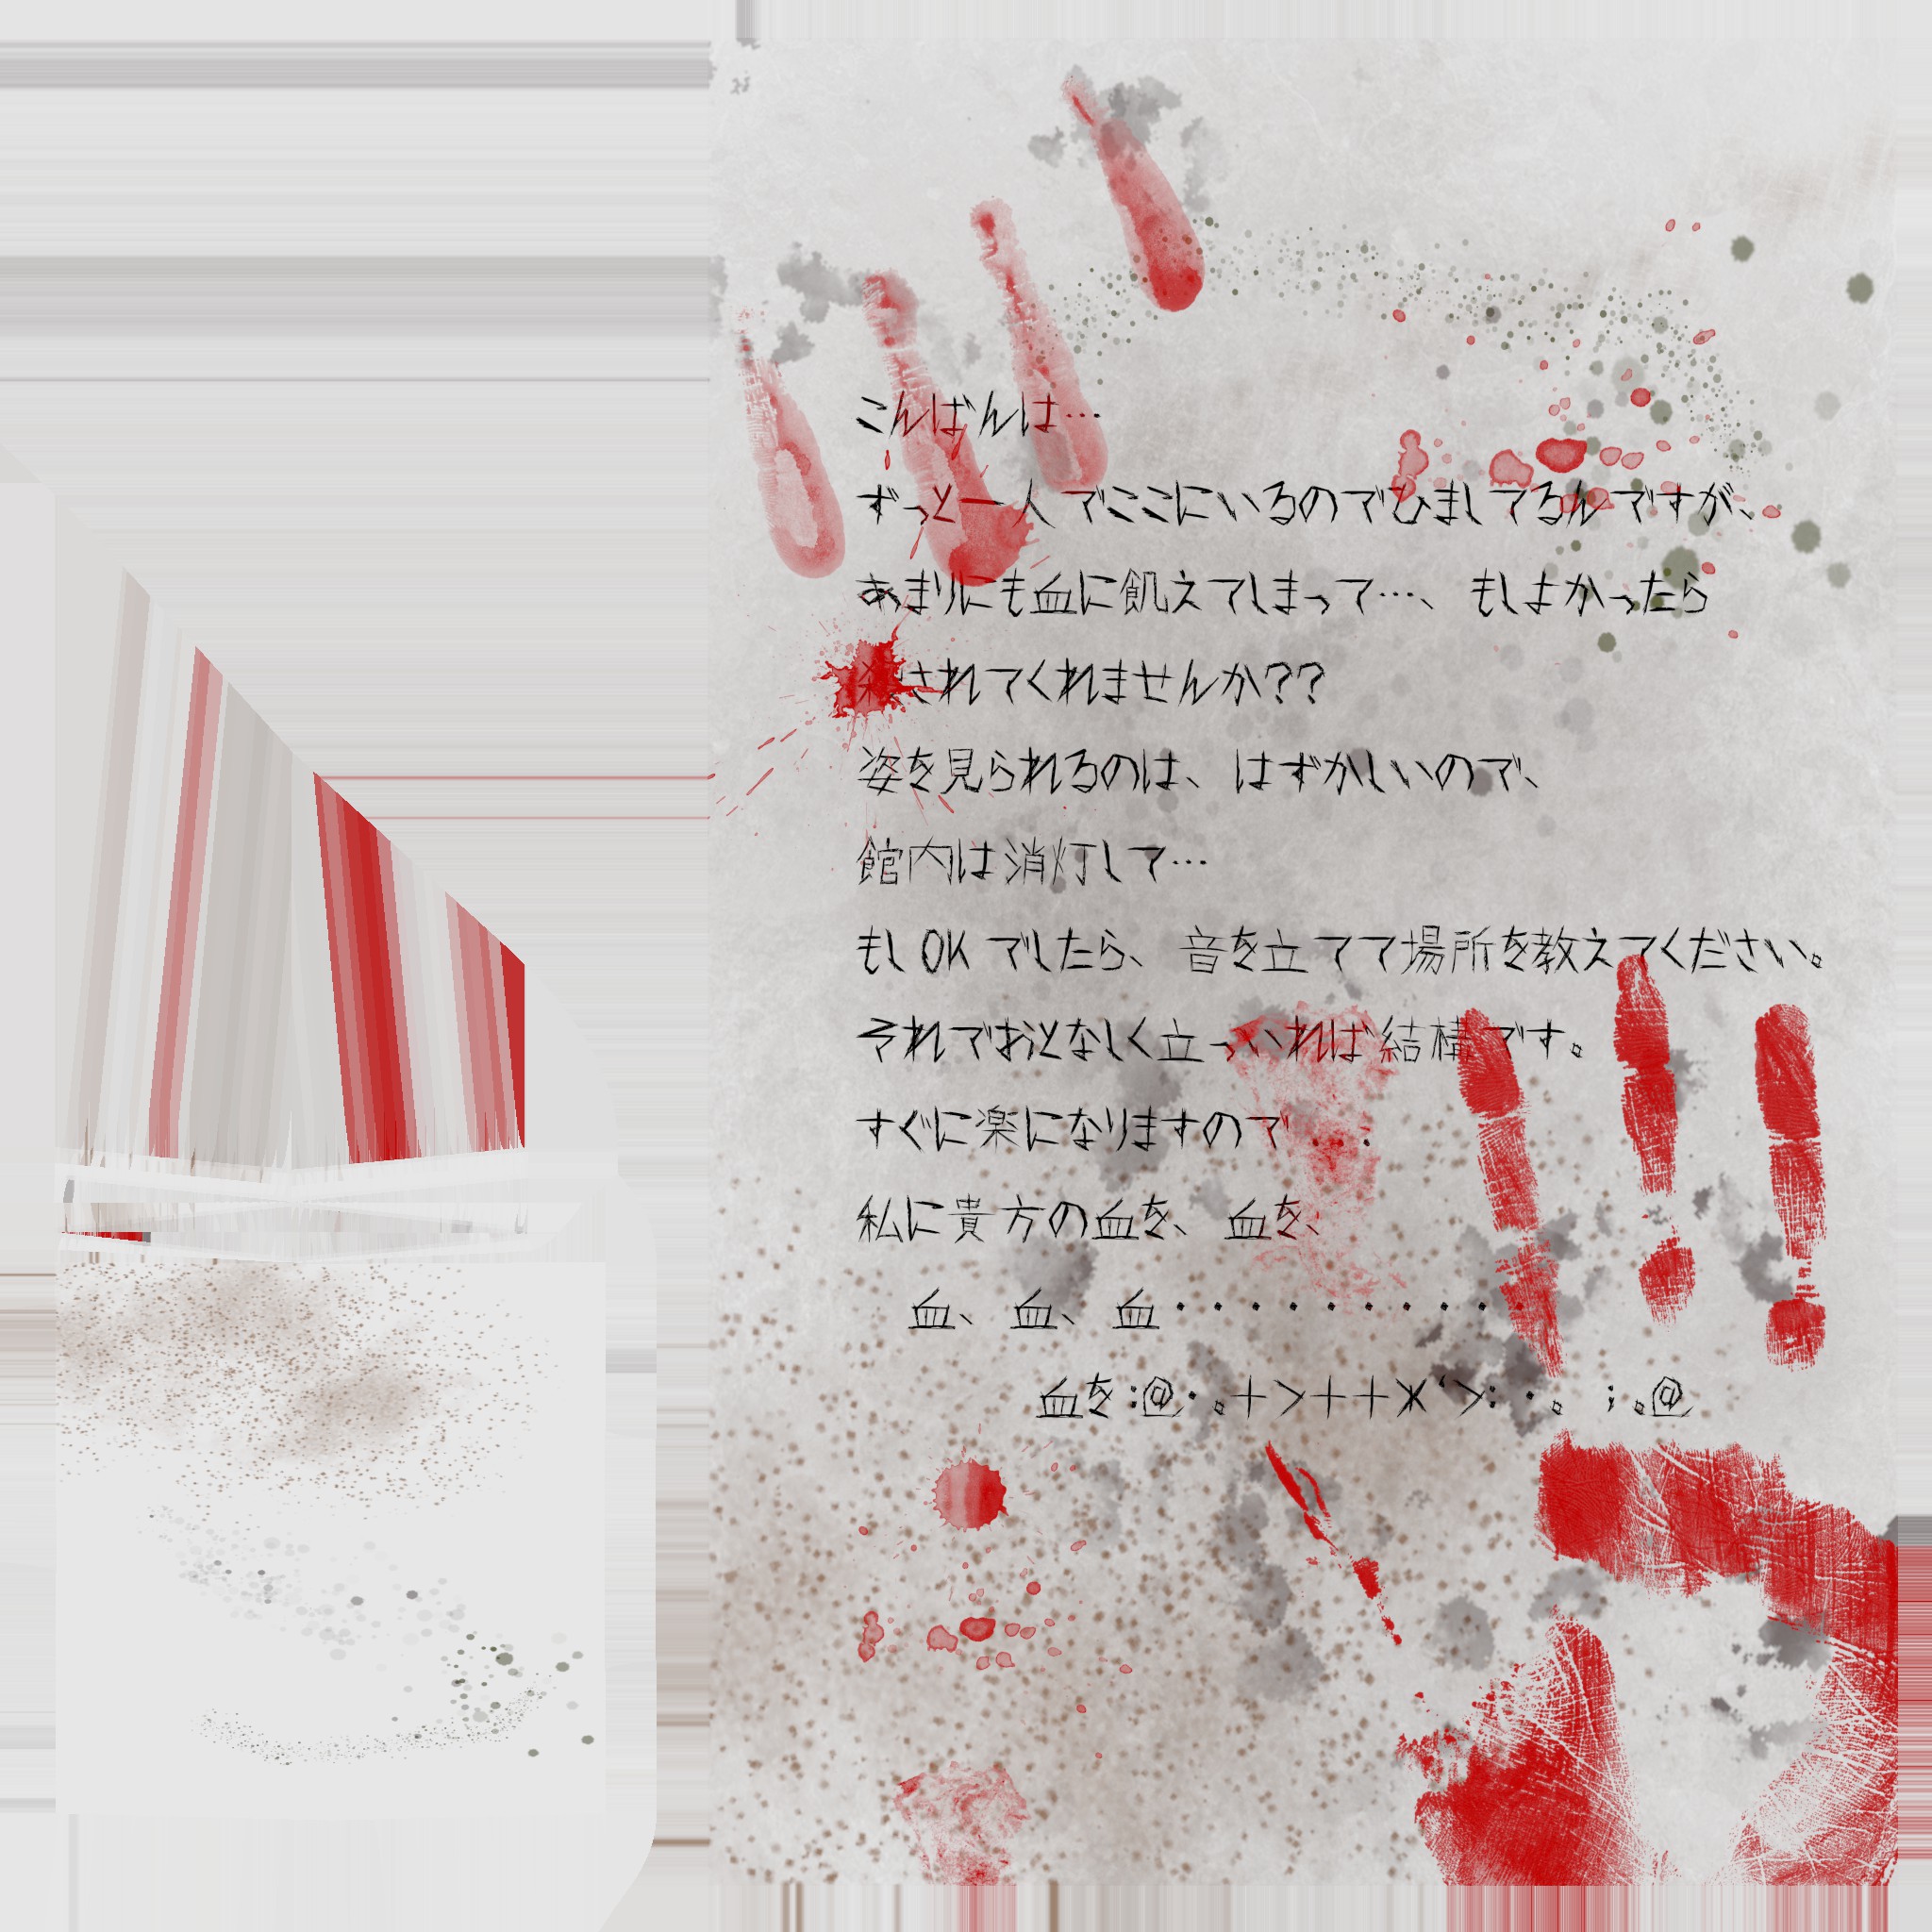 こんばんは…
ずっと一人でここにいるのでひましてるんですが、
あまりにも血に飢えてしまって…、もしよかったら
殺されてくれませんか??
姿を見られるのは、はずかしいので、
館内は消灯して…
もしOKでしたら、音を立てて場所を教えてください。
それでおとなしく立っいれば結構です。
すぐに楽になりますので・・・
私に貴方の血を、血を、
血、血、血・・・・・・・・・・
血を:@・。十>十十ж‘>:・。;。@